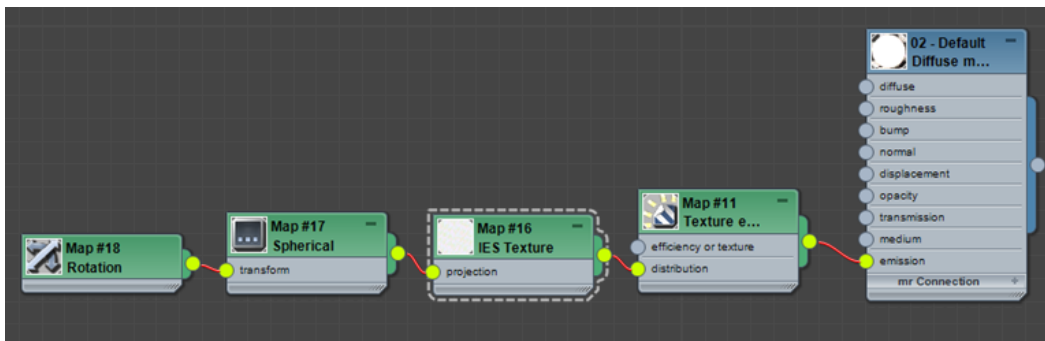 Map #18
Rotation
Map #17
Spherical
transform
Map #16
IES Texture
projection
Map #11
Texture e...
efficiency or texture
distribution
02 - Default
Diffuse m...
diffuse
roughness
bump
normal
displacement
opacity
transmission
medium
emission
mr Connection